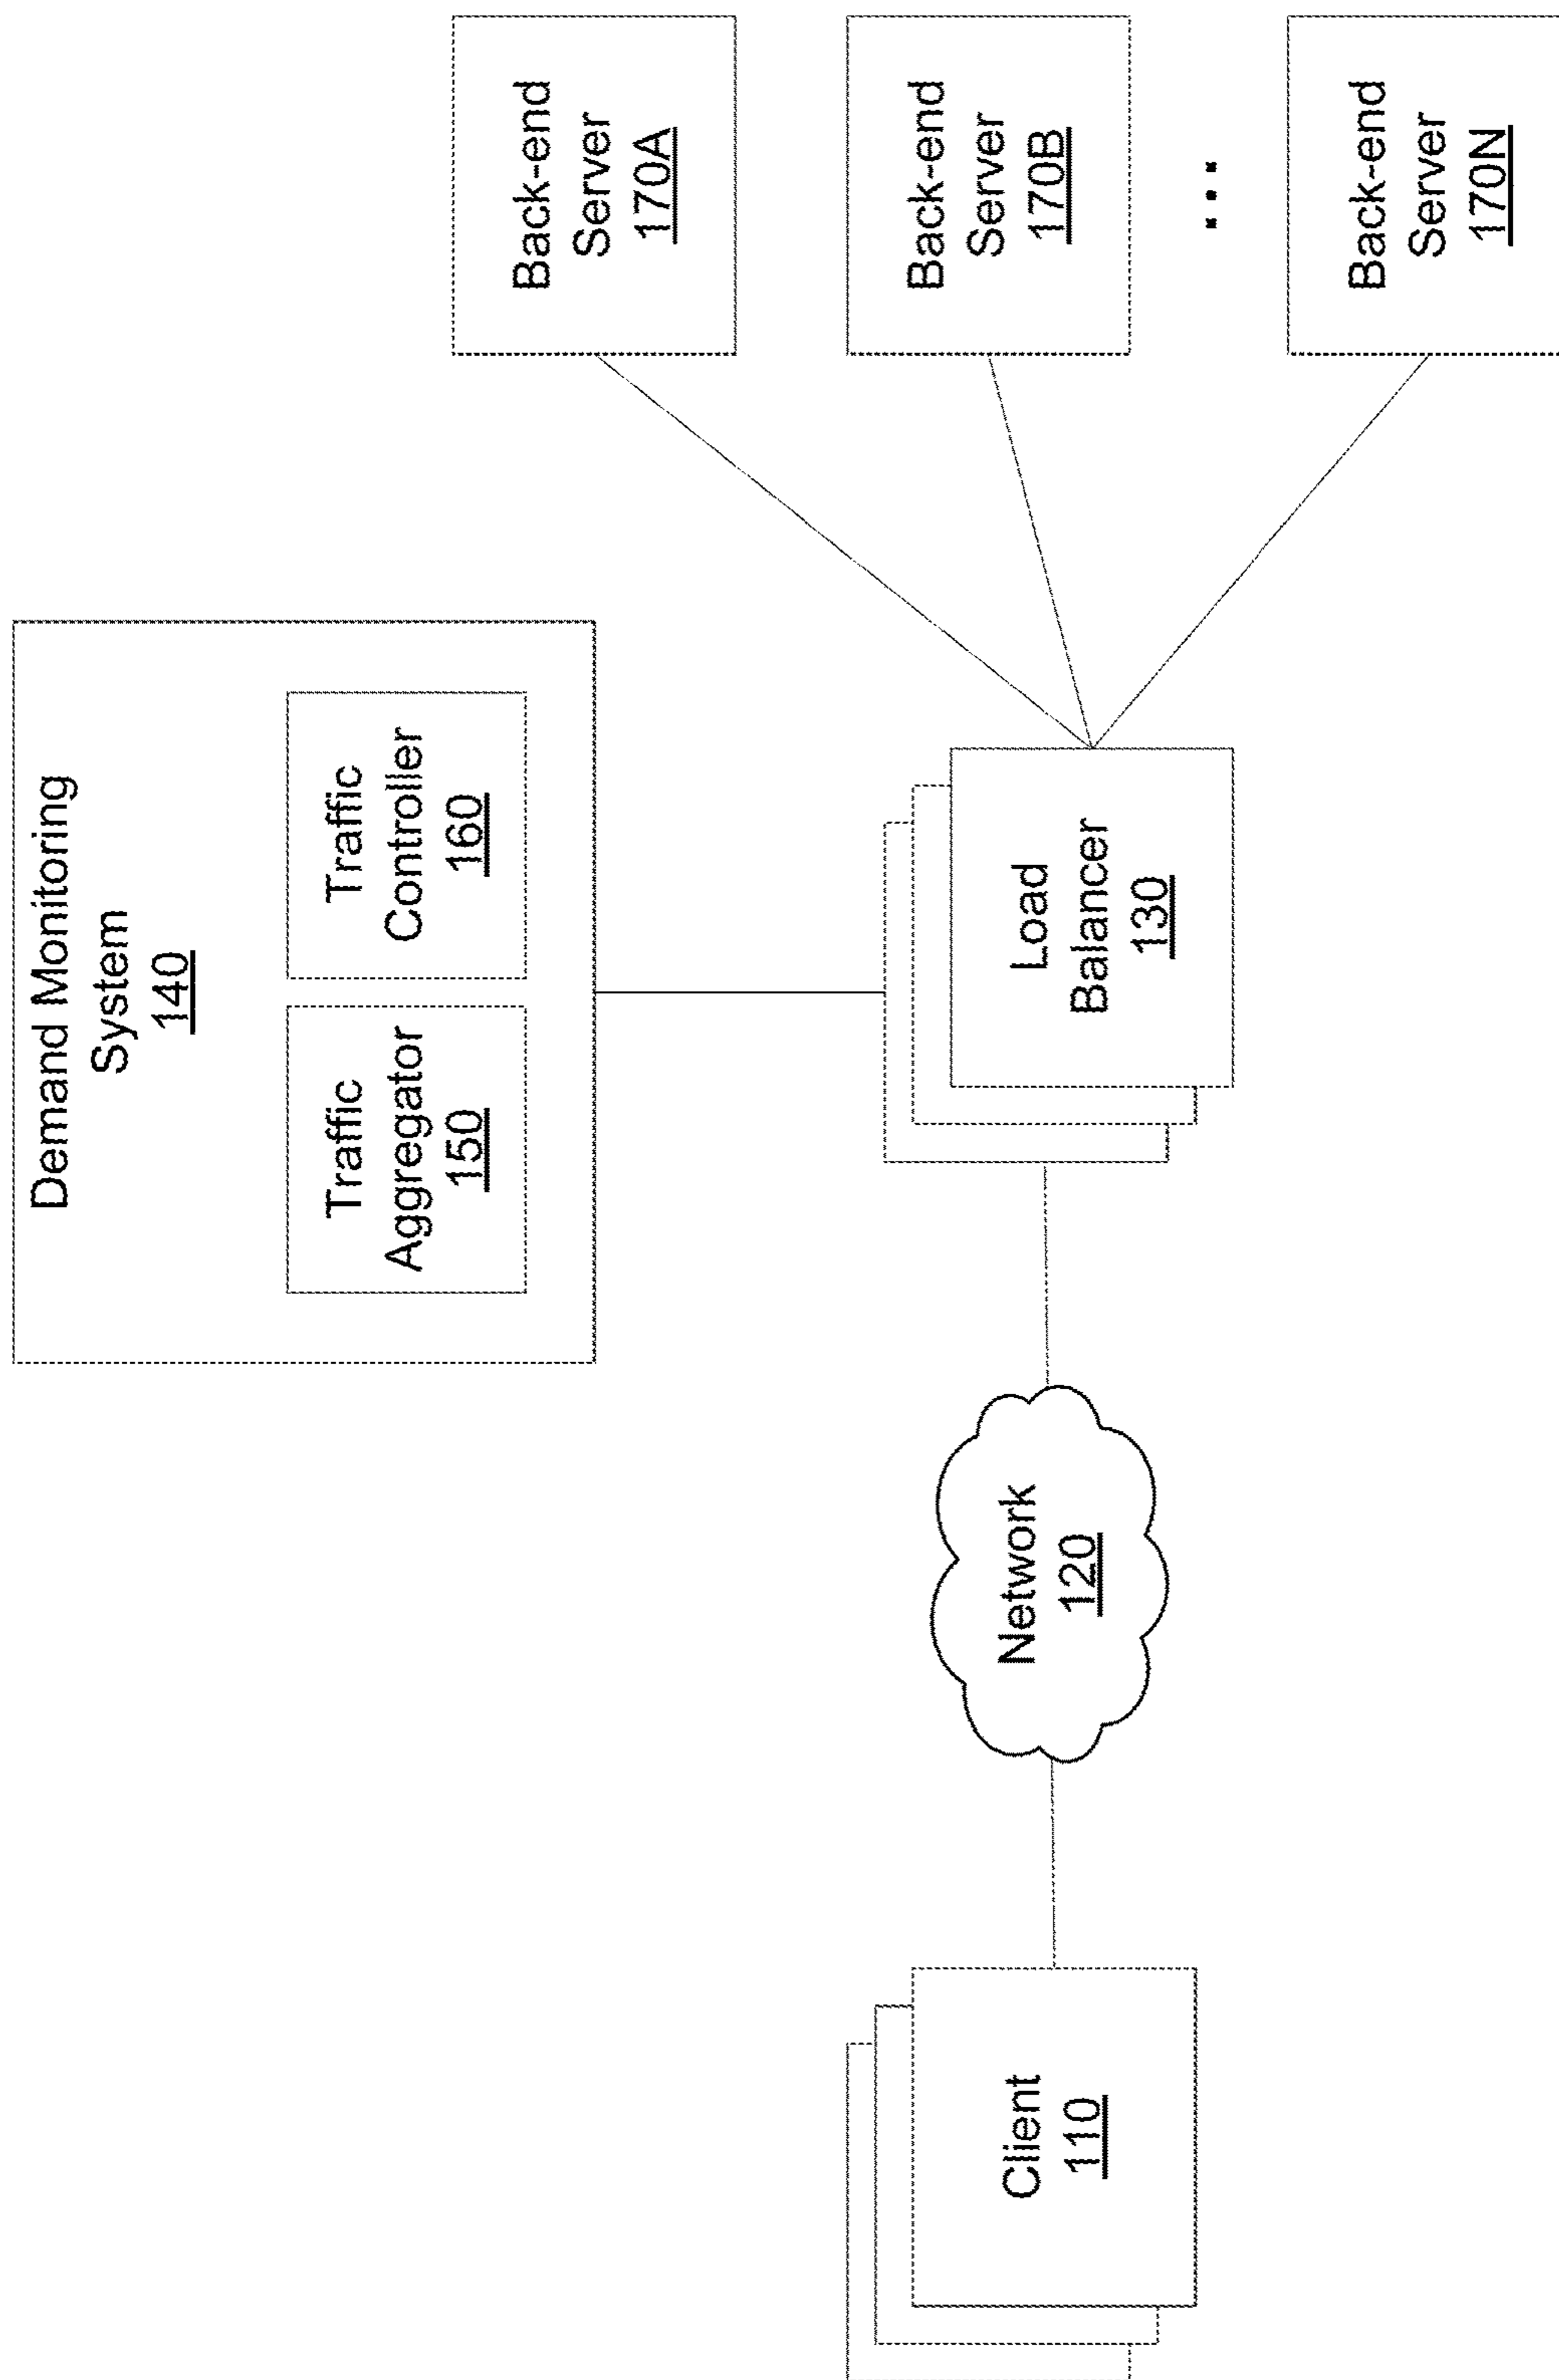 Demand Monitoring
System
140
Traffic
Aggregator
150
Traffic
Controller
160
Client
110
Network
120
Load
Balancer
130
Back-end
Server
170A
Back-end
Server
170B
...
Back-end
Server
170N